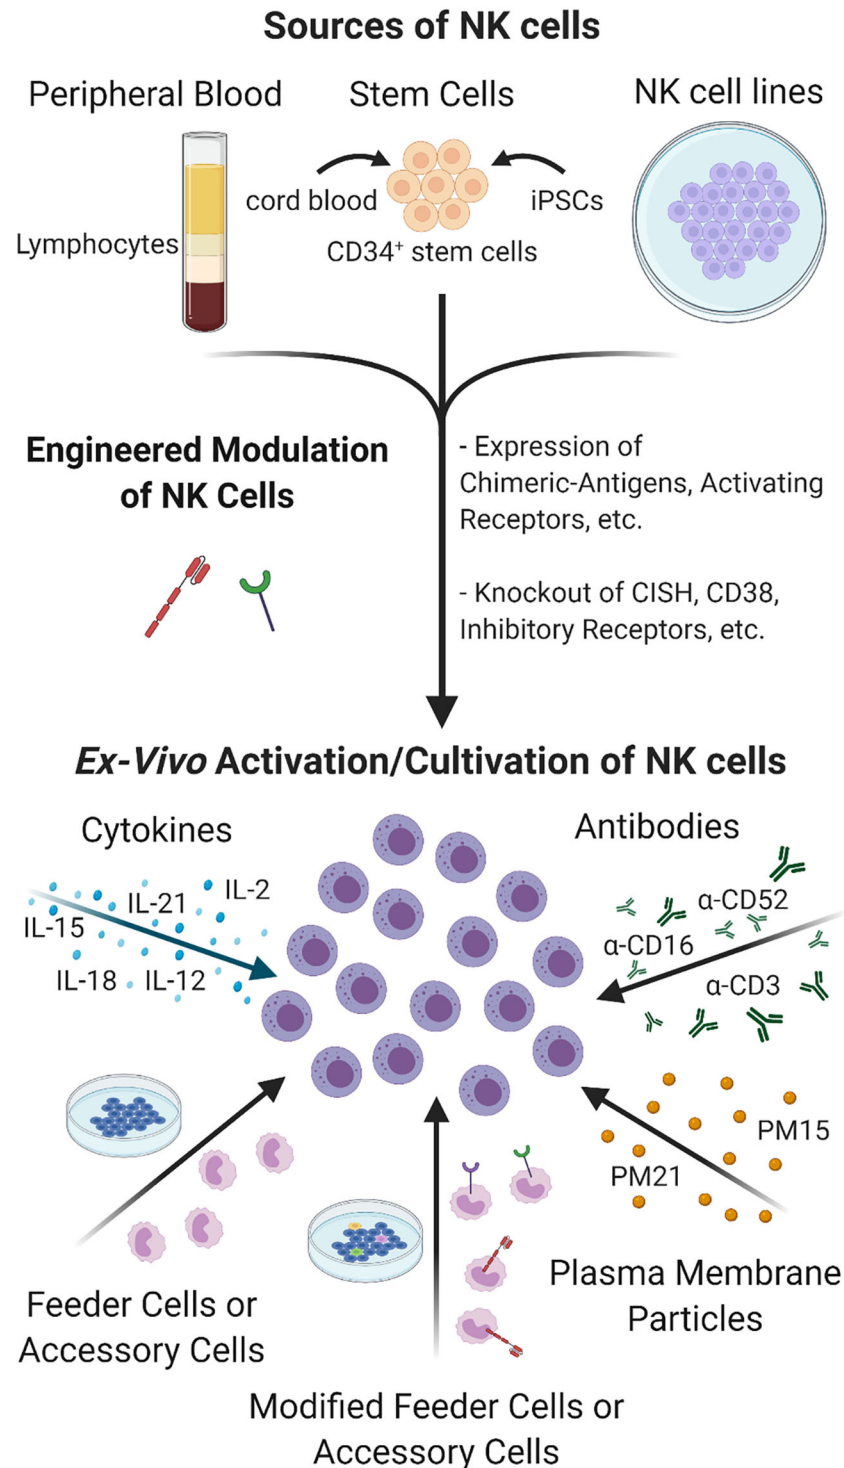 Sources of NK cells
Peripheral Blood
Stem Cells
NK cell lines
cord blood
iPSCs
Lymphocytes
CD34⁺ stem cells
Engineered Modulation
of NK Cells
- Expression of
Chimeric-Antigens, Activating
Receptors, etc.
- Knockout of CISH, CD38,
Inhibitory Receptors, etc.
Ex-Vivo Activation/Cultivation of NK cells
Cytokines
IL-2
IL-21
IL-15
IL-18
IL-12
Antibodies
α-CD52
α-CD16
α-CD3
PM15
PM21
Feeder Cells or
Accessory Cells
Plasma Membrane
Particles
Modified Feeder Cells or
Accessory Cells